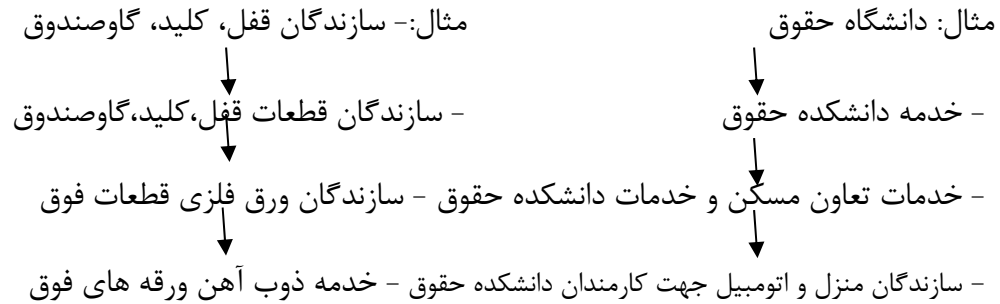 مثال: دانشگاه حقوق مثال:- سازندگان قفل، کلید، گاوصندوق
- خدمه دانشکده حقوق - سازندگان قطعات قفل،کلید،گاوصندوق
- خدمات تعاون مسکن و خدمات دانشکده حقوق - سازندگان ورق فلزی قطعات فوق
- سازندگان منزل و اتومبیل جهت کارمندان دانشکده حقوق - خدمه ذوب آهن ورقه های فوق